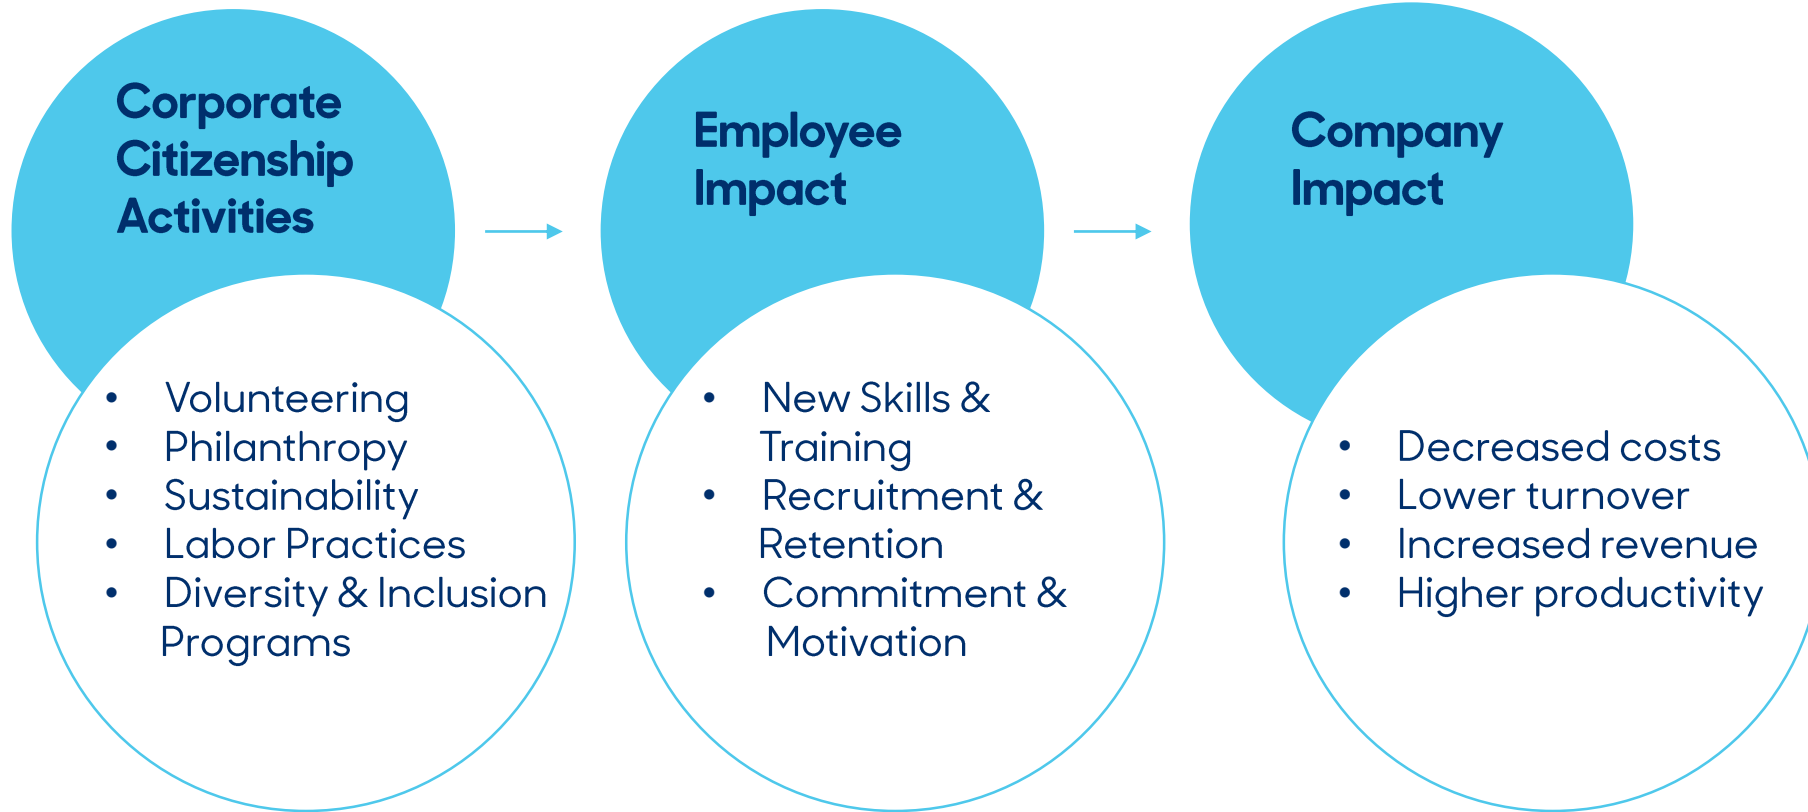 Corporate
Citizenship
Activities
• Volunteering
• Philanthropy
• Sustainability
• Labor Practices
• Diversity & Inclusion
Programs
Employee
Impact
• New Skills &
Training
• Recruitment &
Retention
• Commitment &
Motivation
Company
Impact
• Decreased costs
• Lower turnover
• Increased revenue
• Higher productivity